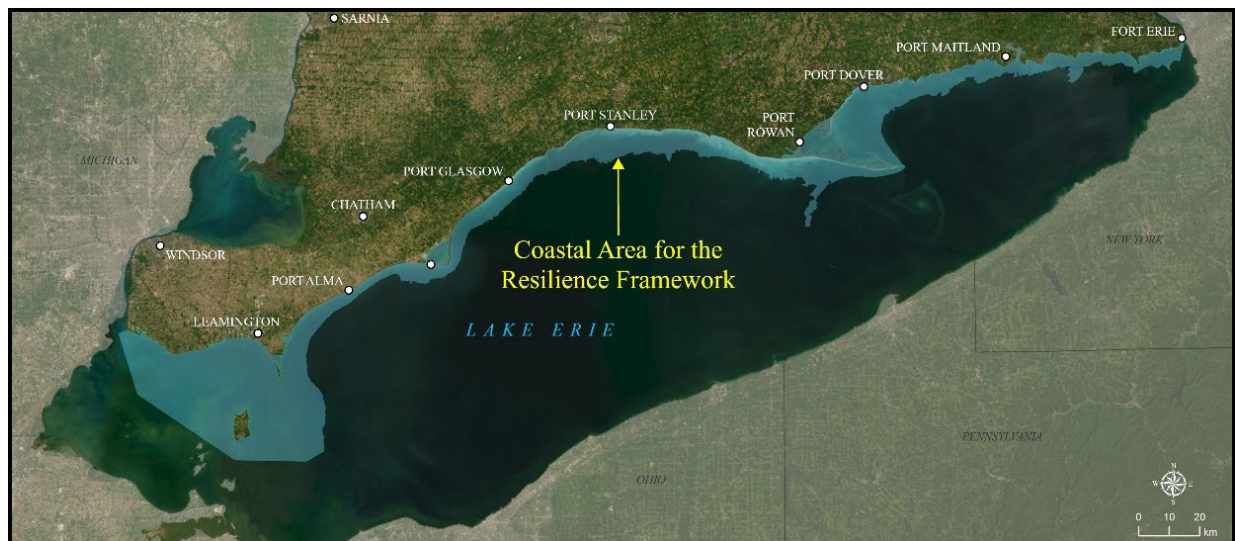 SARNIA
FORT ERIE
PORT MAITLAND
PORT DOVER
PORT STANLEY
PORT
ROWAN
MICHIGAN
PORT GLASGOW
CHATHAM
WINDSOR
NEW YORK
Coastal Area for the
Resilience Framework
PORT ALMA
LEAMINGTON
LAKE ERIE
PENNSYLVANIA
OHIO
N
W E
S
0 10 20
km